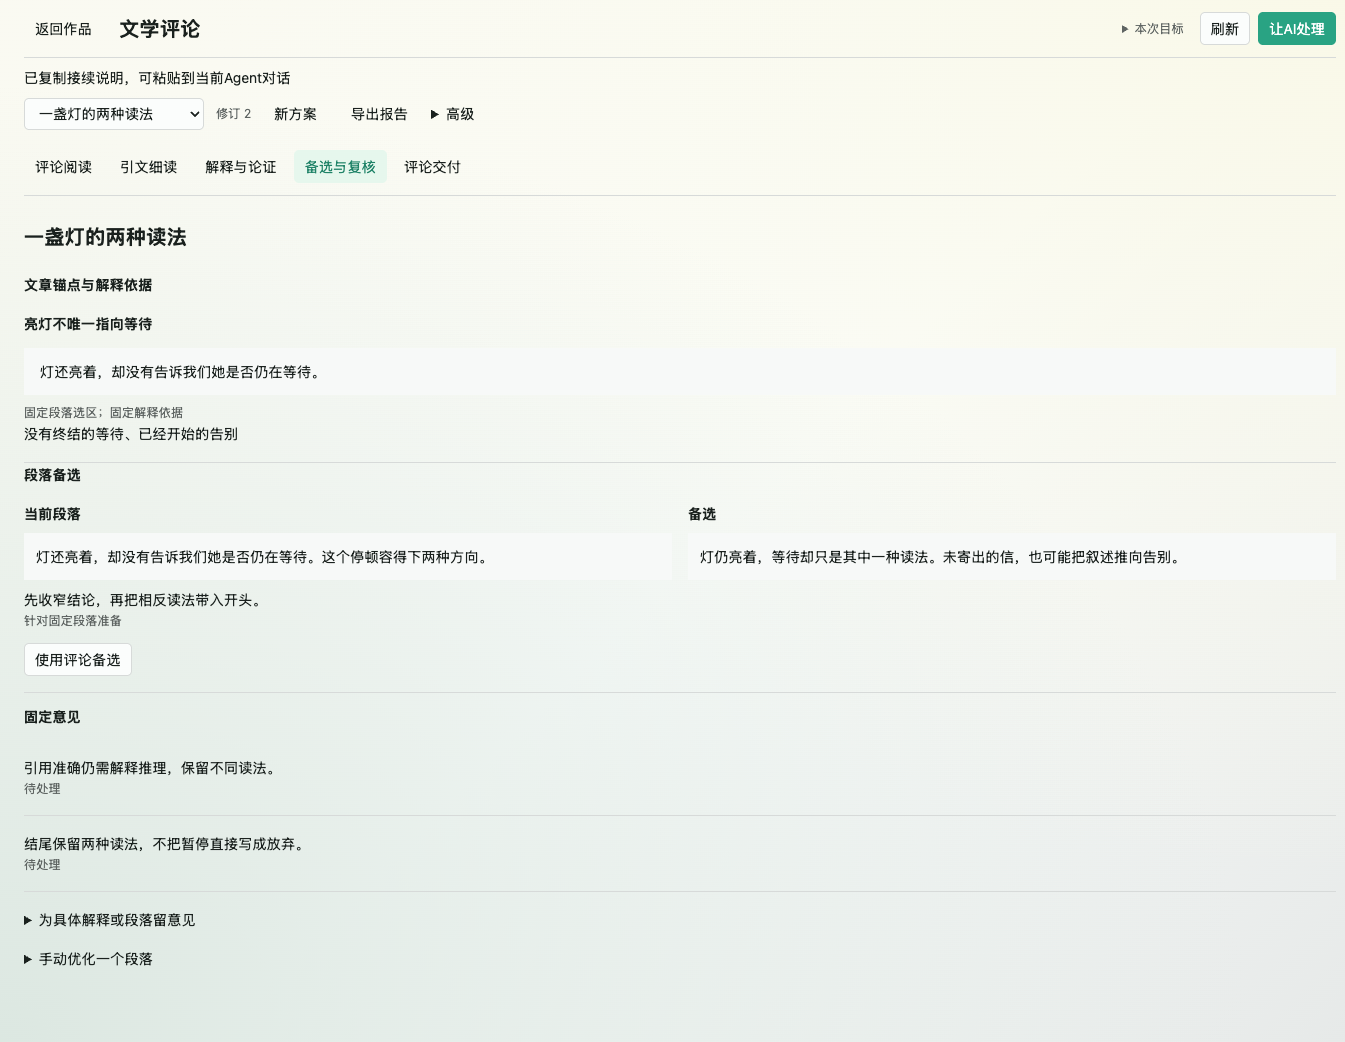 返回作品
文学评论
本次目标
刷新
让AI处理
已复制接续说明，可粘贴到当前Agent对话
一盏灯的两种读法
修订 2
新方案
导出报告
高级
评论阅读
引文细读
解释与论证
备选与复核
评论交付
一盏灯的两种读法
文章锚点与解释依据
亮灯不唯一指向等待
灯还亮着，却没有告诉我们她是否仍在等待。
固定段落选区；固定解释依据
没有终结的等待、已经开始的告别
段落备选
当前段落
灯还亮着，却没有告诉我们她是否仍在等待。这个停顿容得下两种方向。
备选
灯仍亮着，等待却只是其中一种读法。未寄出的信，也可能把叙述推向告别。
先收窄结论，再把相反读法带入开头。
针对固定段落准备
使用评论备选
固定意见
引用准确仍需解释推理，保留不同读法。
待处理
结尾保留两种读法，不把暂停直接写成放弃。
待处理
为具体解释或段落留意见
手动优化一个段落